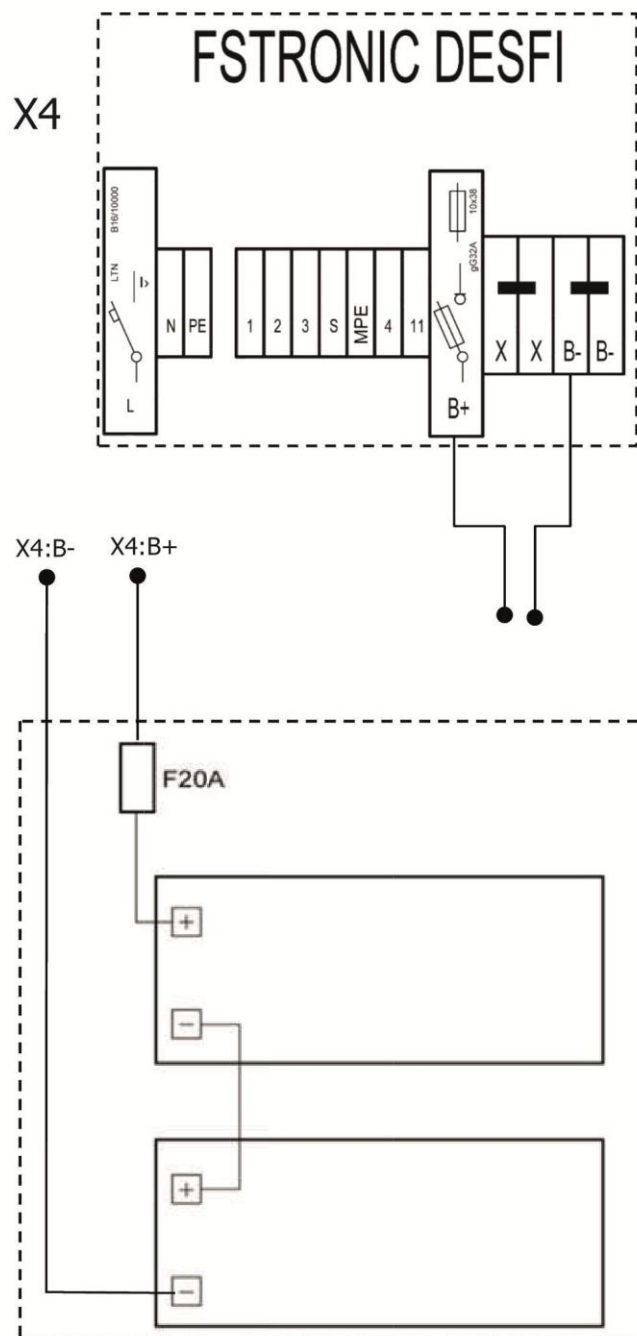 FSTRONIC DESFI
X4
B16/10000
LTN
I>
L
N
PE
1
2
3
S
MPE
4
11
10x38
gG32A
B+
X
X
B-
B-
X4:B-
X4:B+
F20A
+
−
+
−